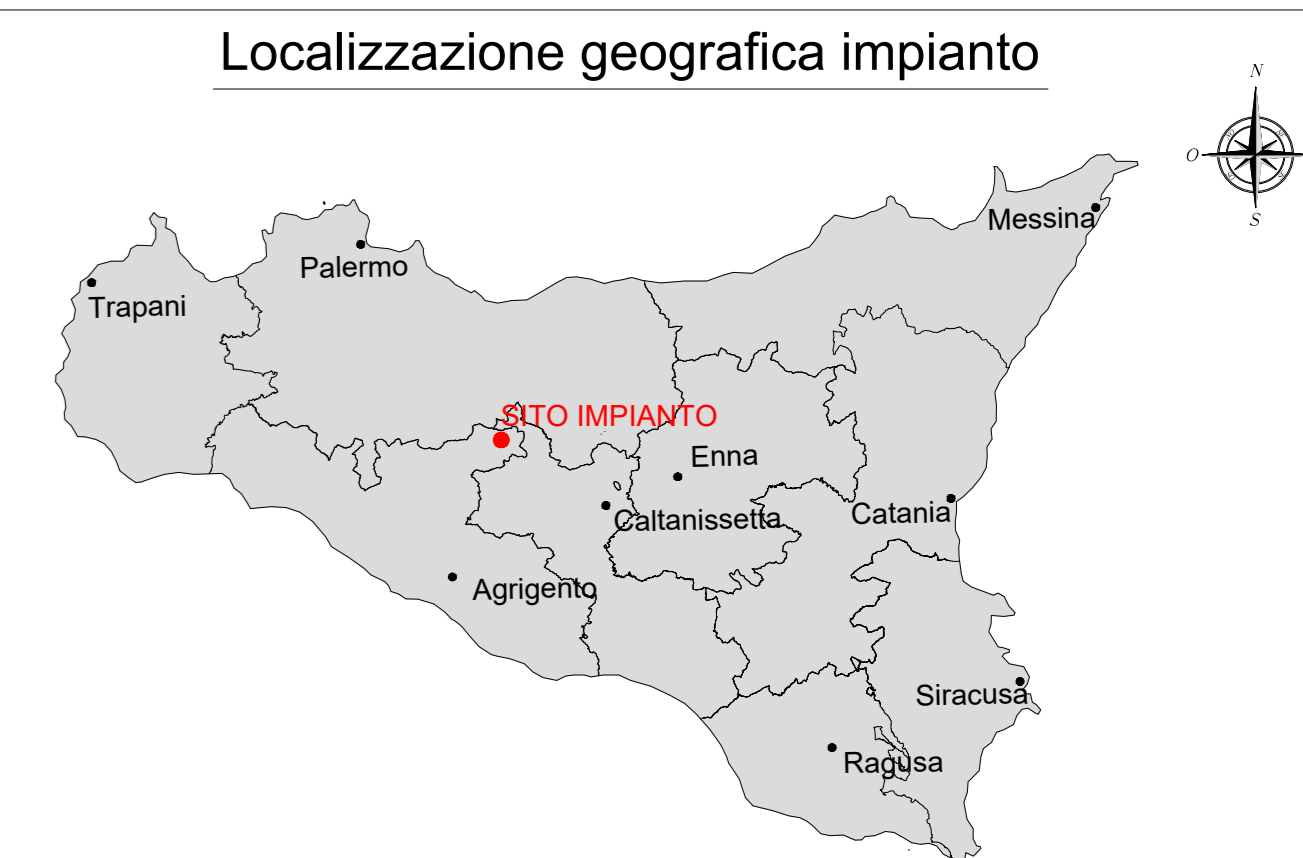 Localizzazione geografica impianto
N
O
S
Messina
Palermo
Trapani
SITO IMPIANTO
Enna
Caltanissetta
Catania
Agrigento
Siracusa
Ragusa